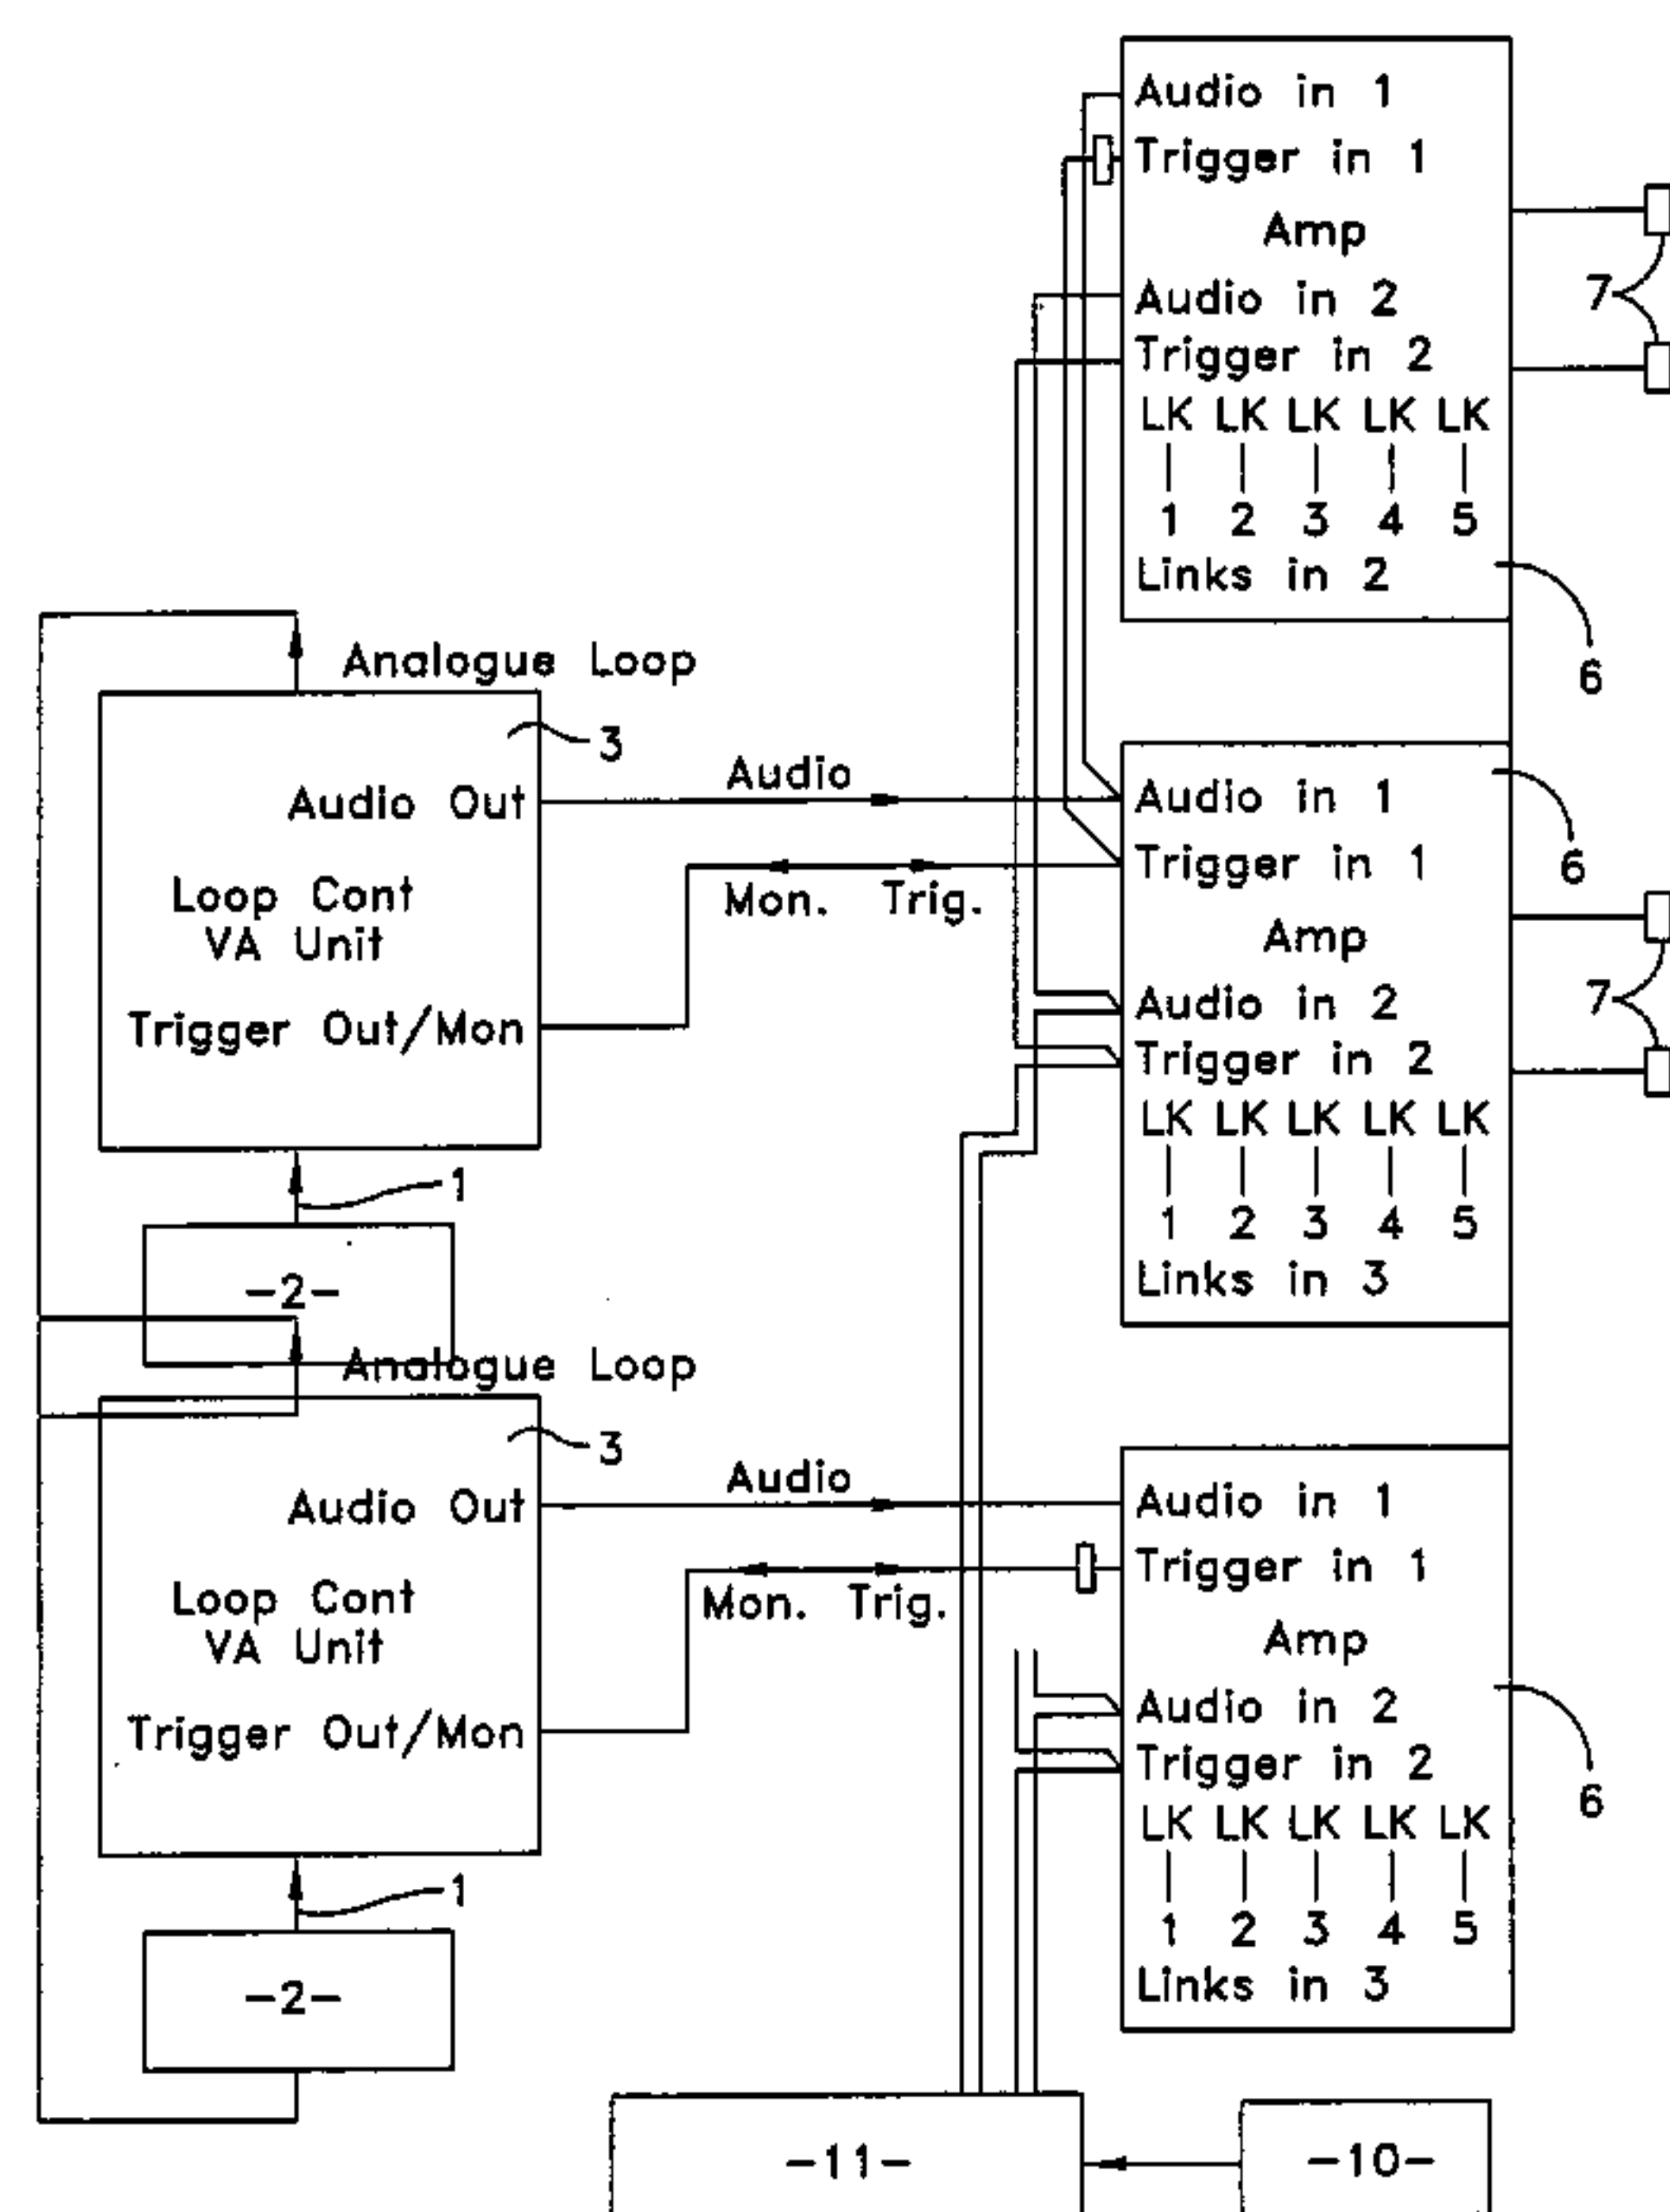 Audio in 1
Trigger in 1
Amp
7
Audio in 2
Trigger in 2
LK LK LK LK LK
1 2 3 4 5
Links in 2
6
Analogue Loop
3
Audio Out
Loop Cont
VA Unit
Trigger Out/Mon
Audio
Mon. Trig.
Audio in 1
6
Trigger in 1
Amp
7
Audio in 2
Trigger in 2
LK LK LK LK LK
1 2 3 4 5
Links in 3
1
-2-
Analogue Loop
3
Audio Out
Loop Cont
VA Unit
Trigger Out/Mon
Audio
Mon. Trig.
Audio in 1
Trigger in 1
Amp
Audio in 2
Trigger in 2
6
LK LK LK LK LK
1 2 3 4 5
Links in 3
1
-2-
-11-
-10-